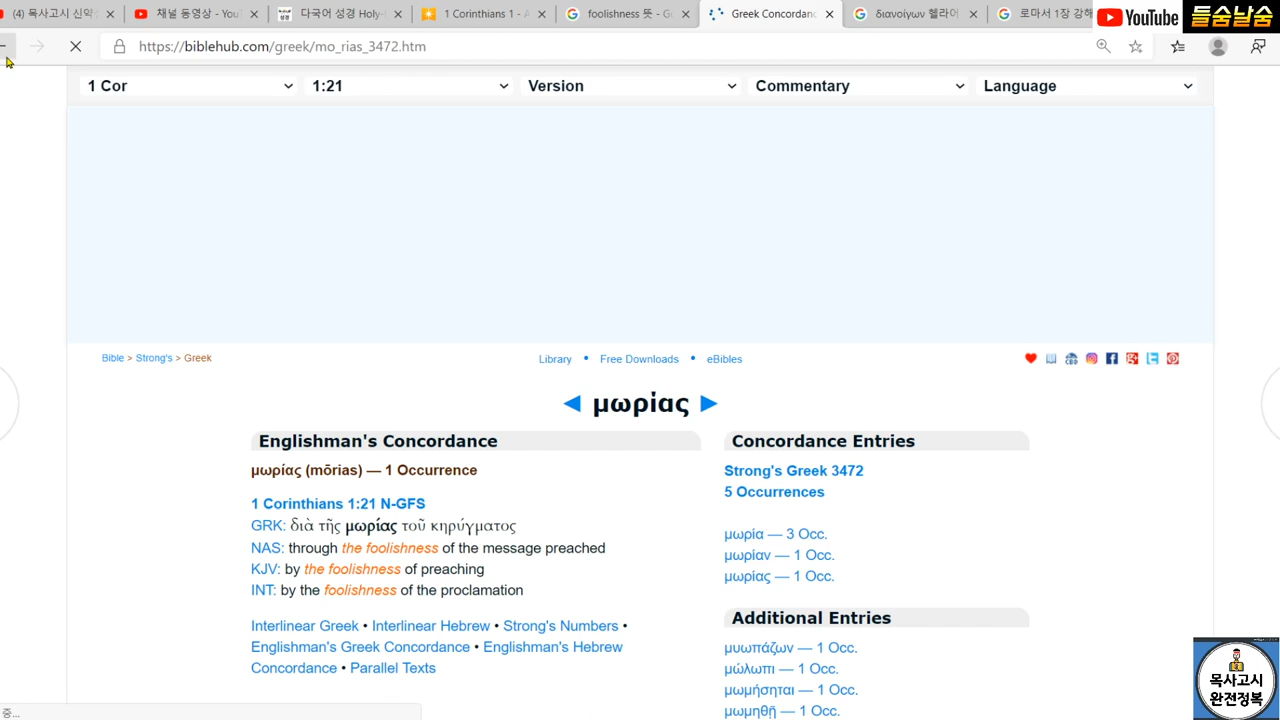 (4) 목사고시 신약
채널 동영상 - You
다국어 성경 Holy-
1 Corinthians 1
foolishness 뜻 - G
Greek Concordanc
διανοίγων 헬라어
로마서 1장 강해
YouTube
들숨날숨
https://biblehub.com/greek/mo_rias_3472.htm
1 Cor
1:21
Version
Commentary
Language
Bible > Strong's > Greek
Library • Free Downloads • eBibles
◄ μωρίας ►
Englishman's Concordance
μωρίας (mōrias) — 1 Occurrence
1 Corinthians 1:21 N-GFS
GRK: διὰ τῆς μωρίας τοῦ κηρύγματος
NAS: through the foolishness of the message preached
KJV: by the foolishness of preaching
INT: by the foolishness of the proclamation
Interlinear Greek • Interlinear Hebrew • Strong's Numbers •
Englishman's Greek Concordance • Englishman's Hebrew
Concordance • Parallel Texts
Concordance Entries
Strong's Greek 3472
5 Occurrences
μωρία — 3 Occ.
μωρίαν — 1 Occ.
μωρίας — 1 Occ.
Additional Entries
μυωπάζων — 1 Occ.
μώλωπι — 1 Occ.
μωμήσηται — 1 Occ.
μωμηθῇ — 1 Occ.
목사고시
완전정복
중...